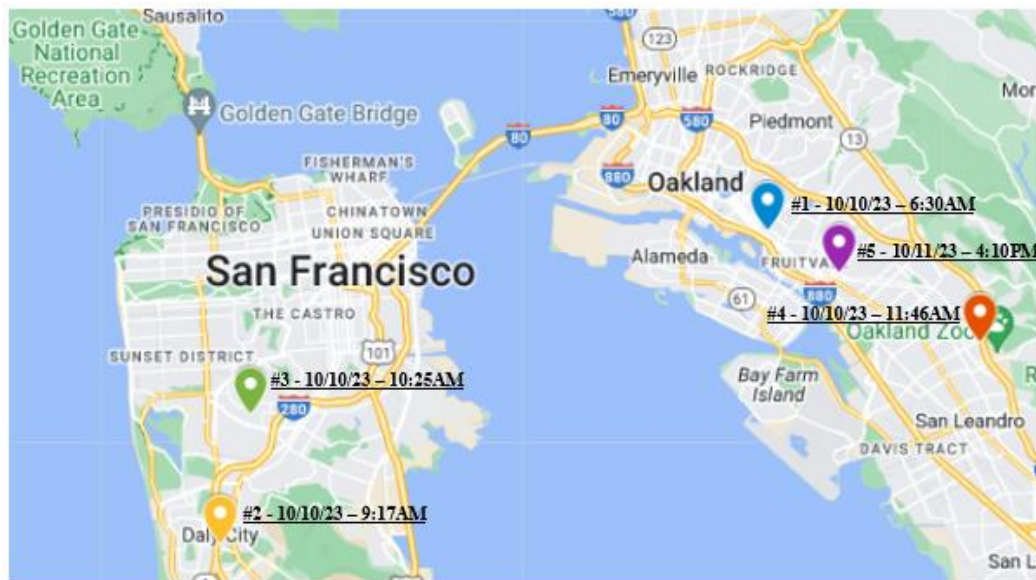 Sausalito
Golden Gate
National
Recreation
Area
Golden Gate Bridge
FISHERMAN'S
WHARF
PRESIDIO OF
SAN FRANCISCO
CHINATOWN
UNION SQUARE
San Francisco
THE CASTRO
SUNSET DISTRICT
101
#3 - 10/10/23 – 10:25AM
280
#2 - 10/10/23 – 9:17AM
Daly City
80
80
580
580
880
123
Emeryville
ROCKRIDGE
Piedmont
13
Mor
Oakland
#1 - 10/10/23 – 6:30AM
Alameda
FRUITVA
#5 - 10/11/23 – 4:10PM
61
880
#4 - 10/10/23 – 11:46AM
Oakland Zoo
R
Bay Farm
Island
San Leandro
DAVIS TRACT
San L